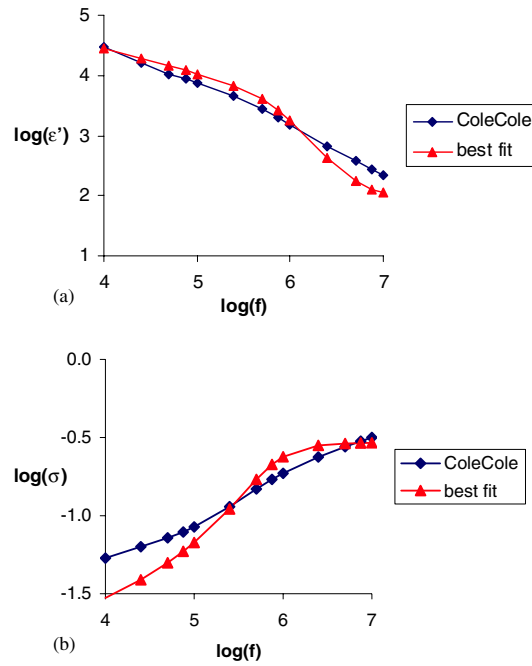 5
4
log(ε')
3
2
1
4 5 6 7
(a)
log(f)
ColeCole
best fit
0.0
-0.5
log(σ)
-1.0
-1.5
4 5 6 7
(b)
log(f)
ColeCole
best fit